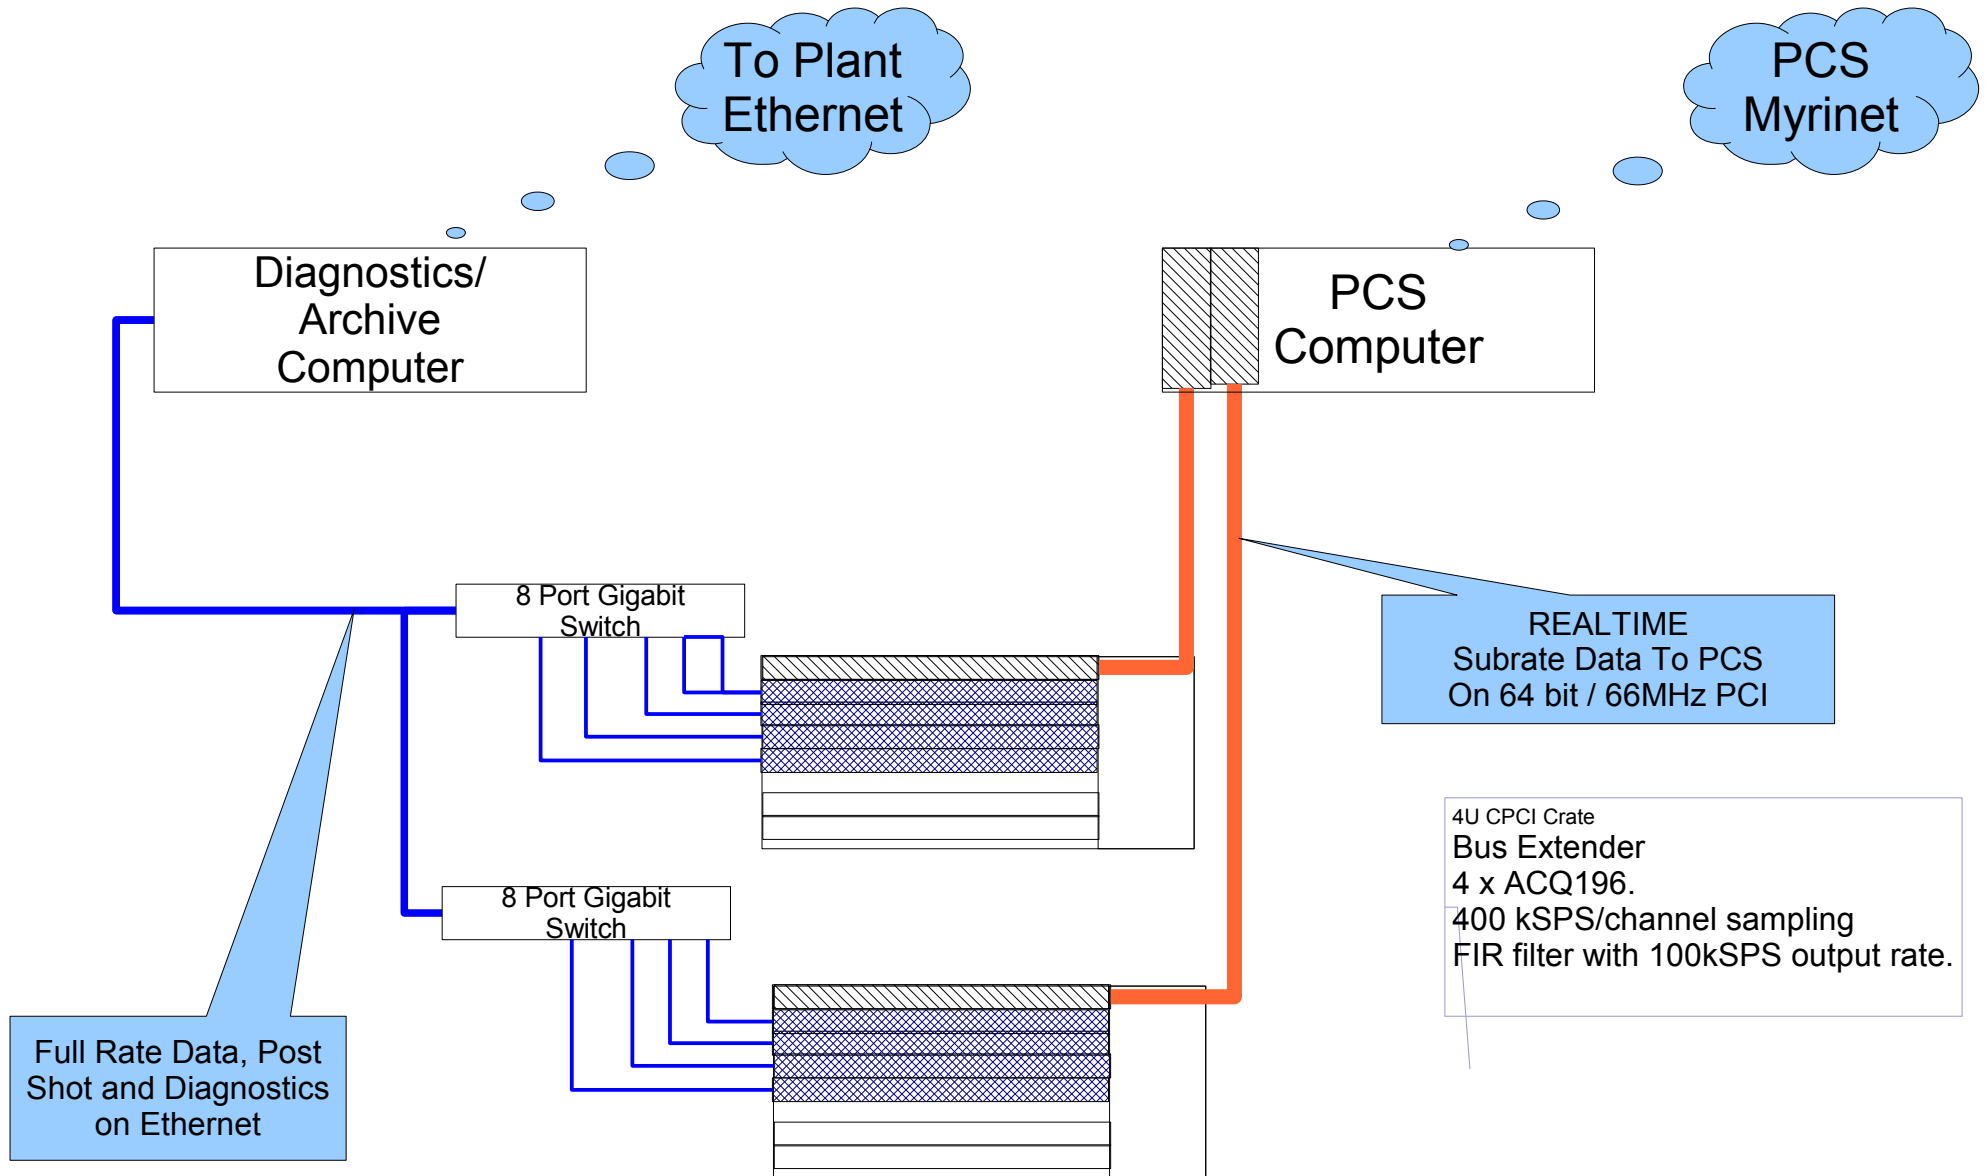 To Plant
Ethernet
PCS
Myrinet
Diagnostics/
Archive
Computer
PCS
Computer
8 Port Gigabit
Switch
REALTIME
Subrate Data To PCS
On 64 bit / 66MHz PCI
4U CPCI Crate
Bus Extender
4 x ACQ196.
400 kSPS/channel sampling
FIR filter with 100kSPS output rate.
8 Port Gigabit
Switch
Full Rate Data, Post
Shot and Diagnostics
on Ethernet